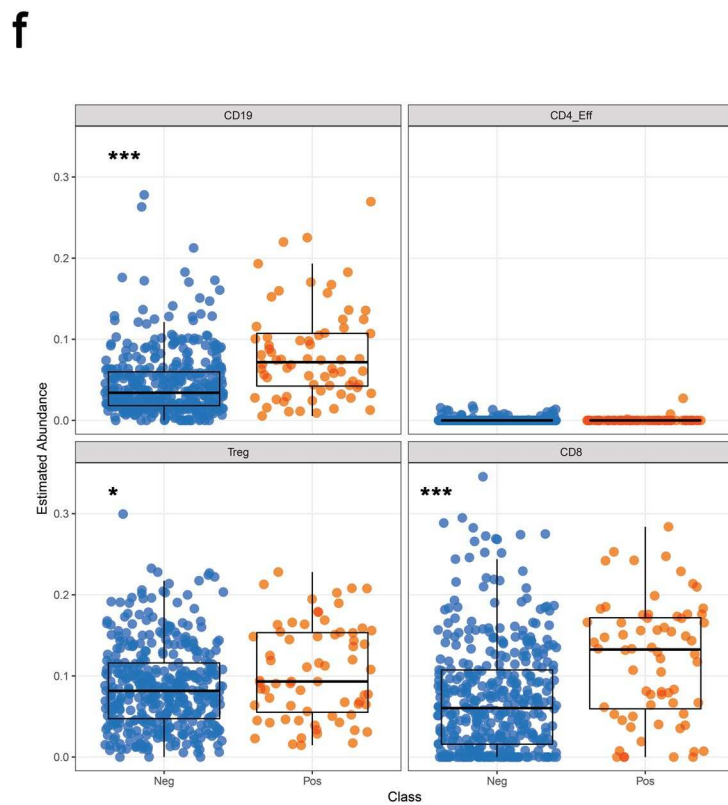 f
CD19
CD4_Eff
***
0.3
0.2
0.1
0.0
Estimated Abundance
Treg
CD8
*
***
0.3
0.2
0.1
0.0
Neg
Pos
Neg
Pos
Class